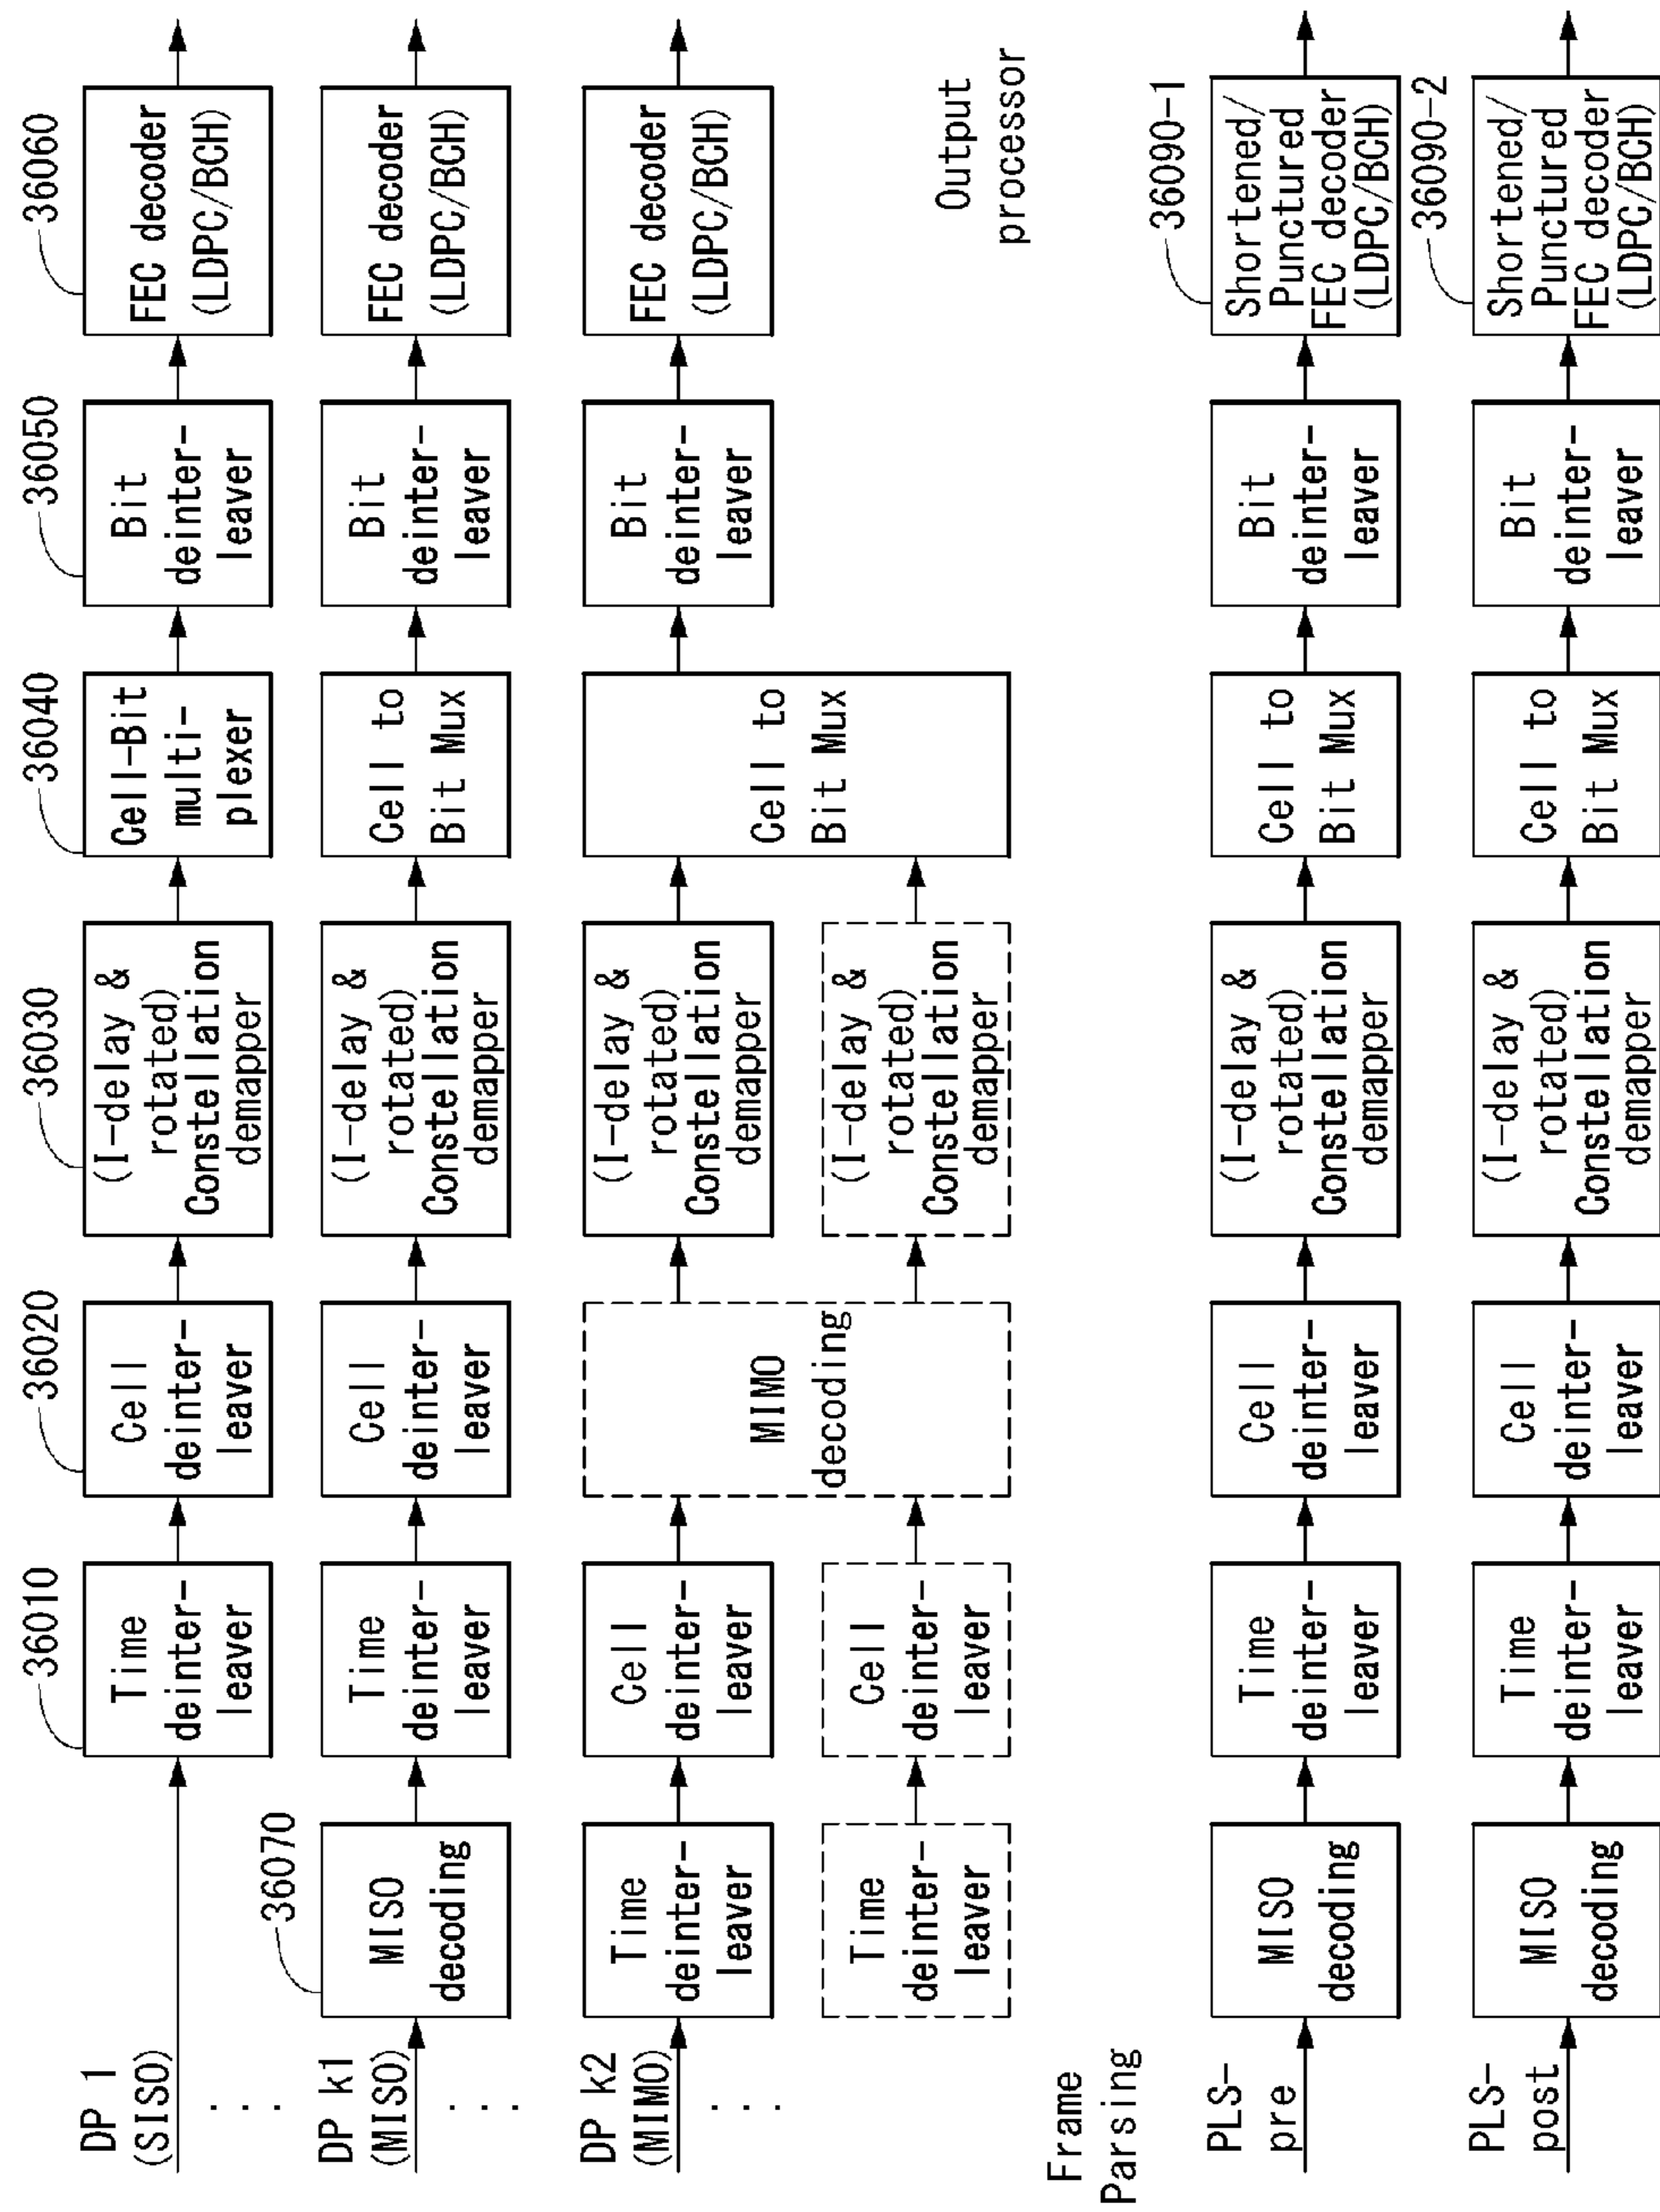 36010
36020
36030
36040
36050
36060
DP 1
(SISO)
Time
deinter-
leaver
Cell
deinter-
leaver
(I-delay &
rotated)
Constellation
demapper
Cell-Bit
multi-
plexer
Bit
deinter-
leaver
FEC decoder
(LDPC/BCH)
. . .
36070
DP k1
(MISO)
MISO
decoding
Time
deinter-
leaver
Cell
deinter-
leaver
(I-delay &
rotated)
Constellation
demapper
Cell to
Bit Mux
Bit
deinter-
leaver
FEC decoder
(LDPC/BCH)
. . .
DP k2
(MIMO)
Time
deinter-
leaver
Cell
deinter-
leaver
MIMO
decoding
(I-delay &
rotated)
Constellation
demapper
Cell to
Bit Mux
Bit
deinter-
leaver
FEC decoder
(LDPC/BCH)
. . .
Time
deinter-
leaver
Cell
deinter-
leaver
(I-delay &
rotated)
Constellation
demapper
Output
processor
Frame
Parsing
PLS-
pre
MISO
decoding
Time
deinter-
leaver
Cell
deinter-
leaver
(I-delay &
rotated)
Constellation
demapper
Cell to
Bit Mux
Bit
deinter-
leaver
36090-1
Shortened/
Punctured
FEC decoder
(LDPC/BCH)
PLS-
post
MISO
decoding
Time
deinter-
leaver
Cell
deinter-
leaver
(I-delay &
rotated)
Constellation
demapper
Cell to
Bit Mux
Bit
deinter-
leaver
36090-2
Shortened/
Punctured
FEC decoder
(LDPC/BCH)